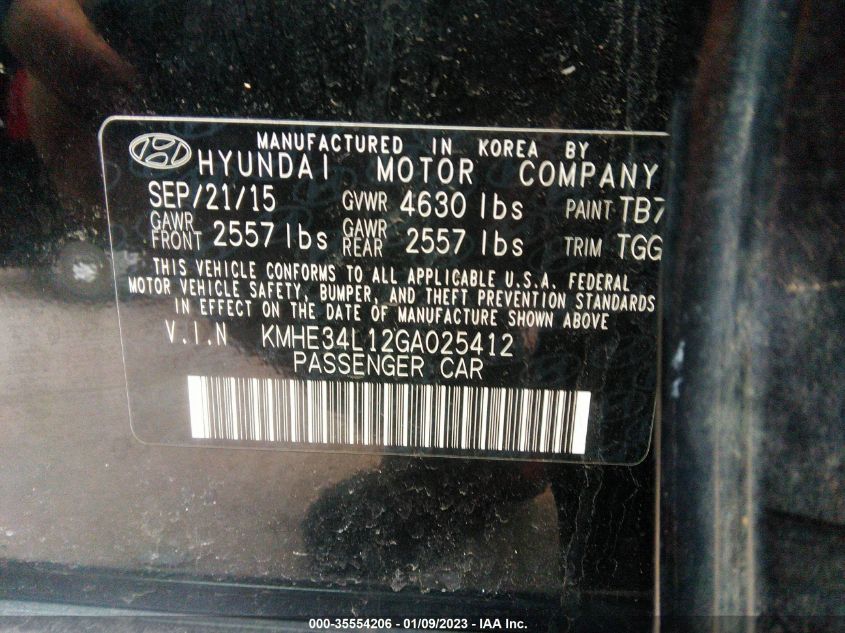 MANUFACTURED IN KOREA BY
HYUNDAI MOTOR COMPANY
SEP/21/15 GVWR 4630 lbs PAINT TB7
GAWR FRONT 2557 lbs GAWR REAR 2557 lbs TRIM TGG
THIS VEHICLE CONFORMS TO ALL APPLICABLE U.S.A. FEDERAL
MOTOR VEHICLE SAFETY, BUMPER, AND THEFT PREVENTION STANDARDS
IN EFFECT ON THE DATE OF MANUFACTURE SHOWN ABOVE
V.I.N KMHE34L12GA025412
PASSENGER CAR
000-35554206 - 01/09/2023 - IAA Inc.